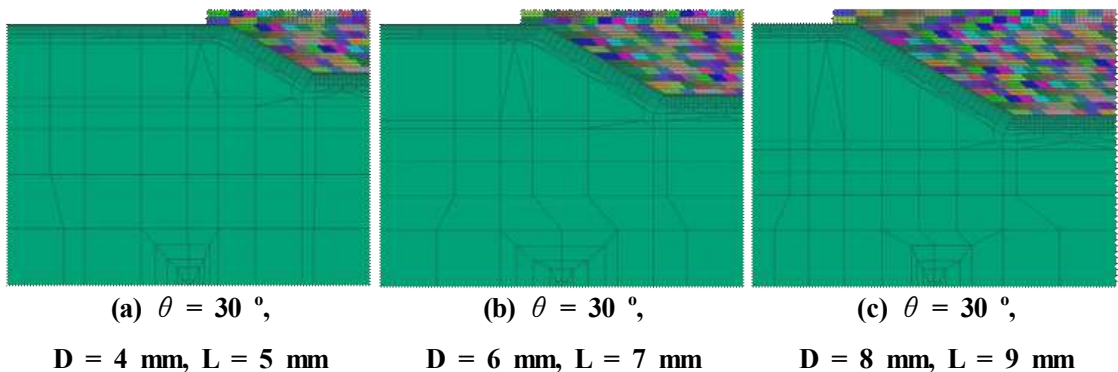 (a) θ = 30 º,
(b) θ = 30 º,
(c) θ = 30 º,
D = 4 mm, L = 5 mm
D = 6 mm, L = 7 mm
D = 8 mm, L = 9 mm